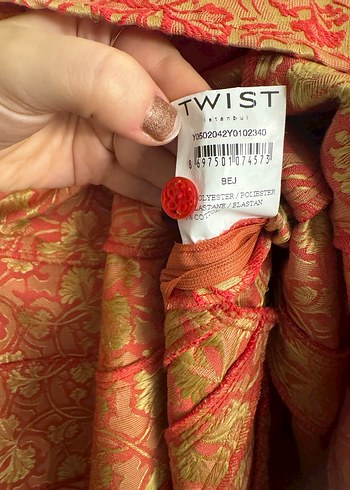 TWIST
istanbul
Y0502042Y0102340
8 697501 074573
BEJ
POLYESTER / POLIESTER
ELASTANE / ELASTAN
COTTON